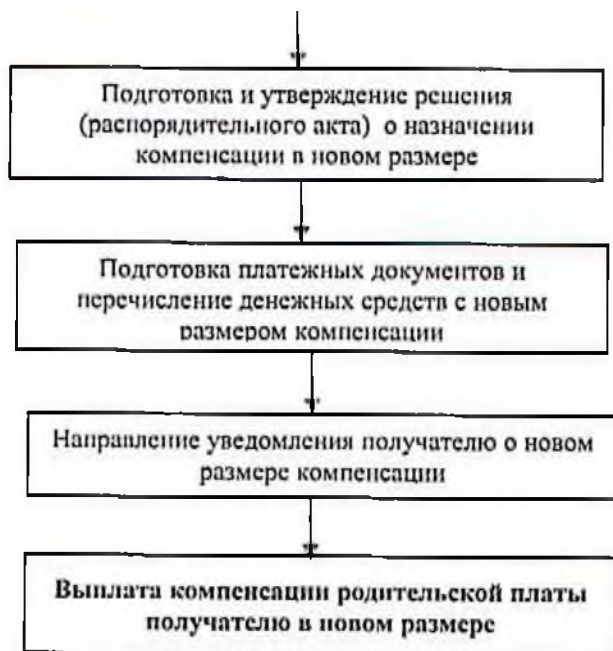 Подготовка и утверждение решения
(распорядительного акта) о назначении
компенсации в новом размере
Подготовка платежных документов и
перечисление денежных средств с новым
размером компенсации
Направление уведомления получателю о новом
размере компенсации
Выплата компенсации родительской платы
получателю в новом размере